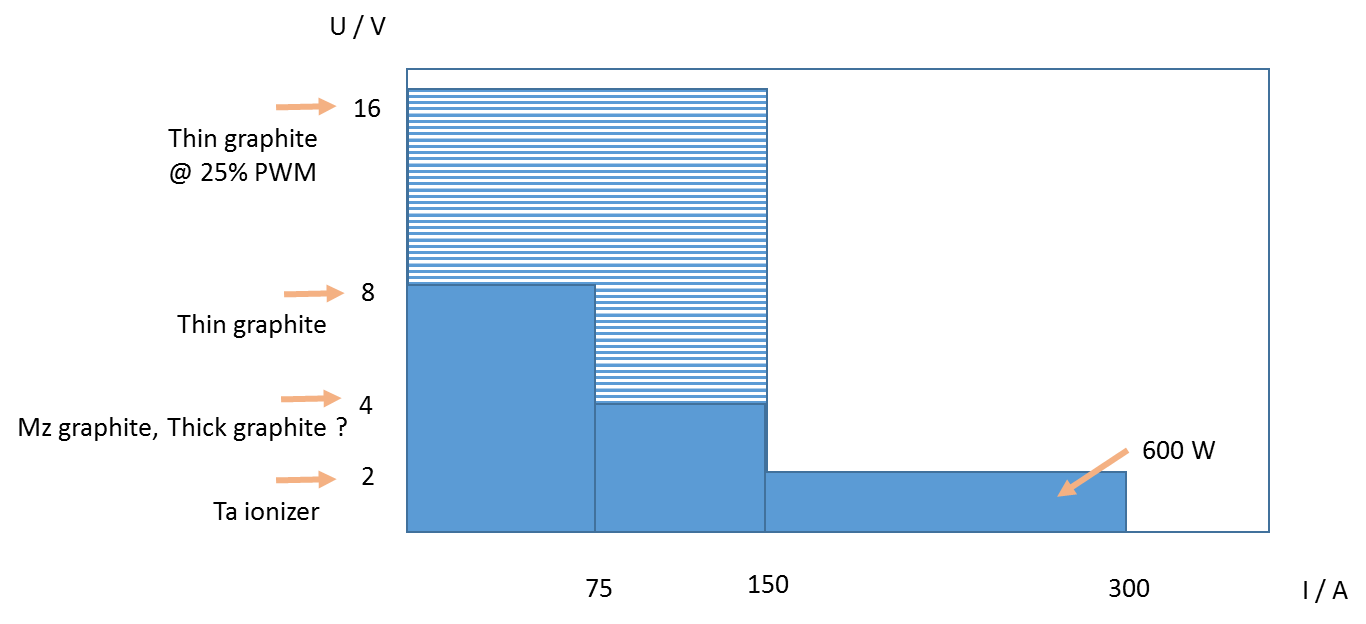 U / V
16
Thin graphite
@ 25% PWM
8
Thin graphite
4
Mz graphite, Thick graphite ?
2
Ta ionizer
600 W
75
150
300
I / A